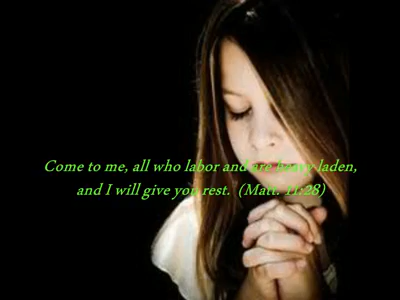 Come to me, all who labor and are heavy laden,
and I will give you rest. (Matt. 11:28)